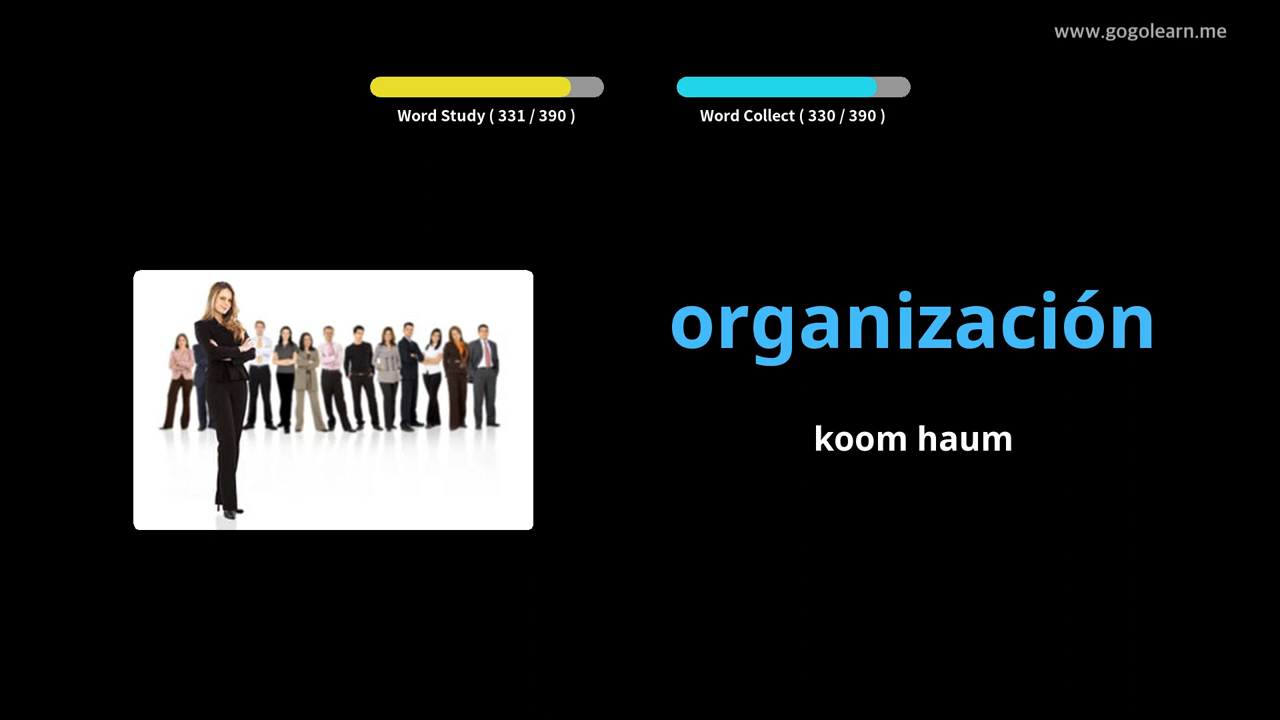 www.gogolearn.me
Word Study ( 331 / 390 )
Word Collect ( 330 / 390 )
organización
koom haum